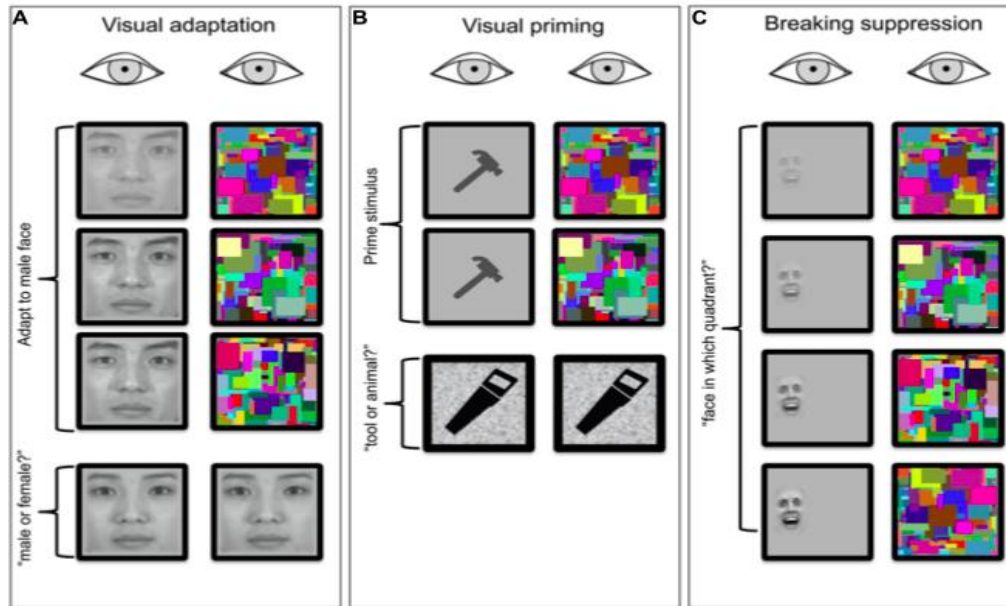 A
Visual adaptation
Adapt to male face
"male or female?"
B
Visual priming
Prime stimulus
"tool or animal?"
C
Breaking suppression
"face in which quadrant?"